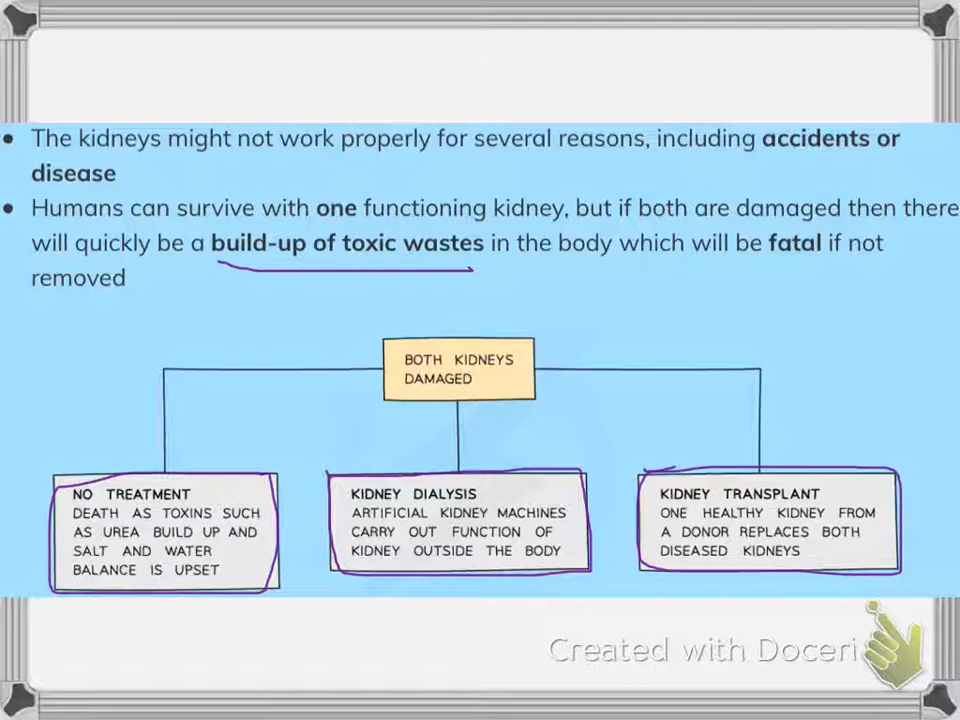 • The kidneys might not work properly for several reasons, including accidents or
disease
• Humans can survive with one functioning kidney, but if both are damaged then there
will quickly be a build-up of toxic wastes in the body which will be fatal if not
removed
BOTH KIDNEYS
DAMAGED
NO TREATMENT
DEATH AS TOXINS SUCH
AS UREA BUILD UP AND
SALT AND WATER
BALANCE IS UPSET
KIDNEY DIALYSIS
ARTIFICIAL KIDNEY MACHINES
CARRY OUT FUNCTION OF
KIDNEY OUTSIDE THE BODY
KIDNEY TRANSPLANT
ONE HEALTHY KIDNEY FROM
A DONOR REPLACES BOTH
DISEASED KIDNEYS
Created with Doceri